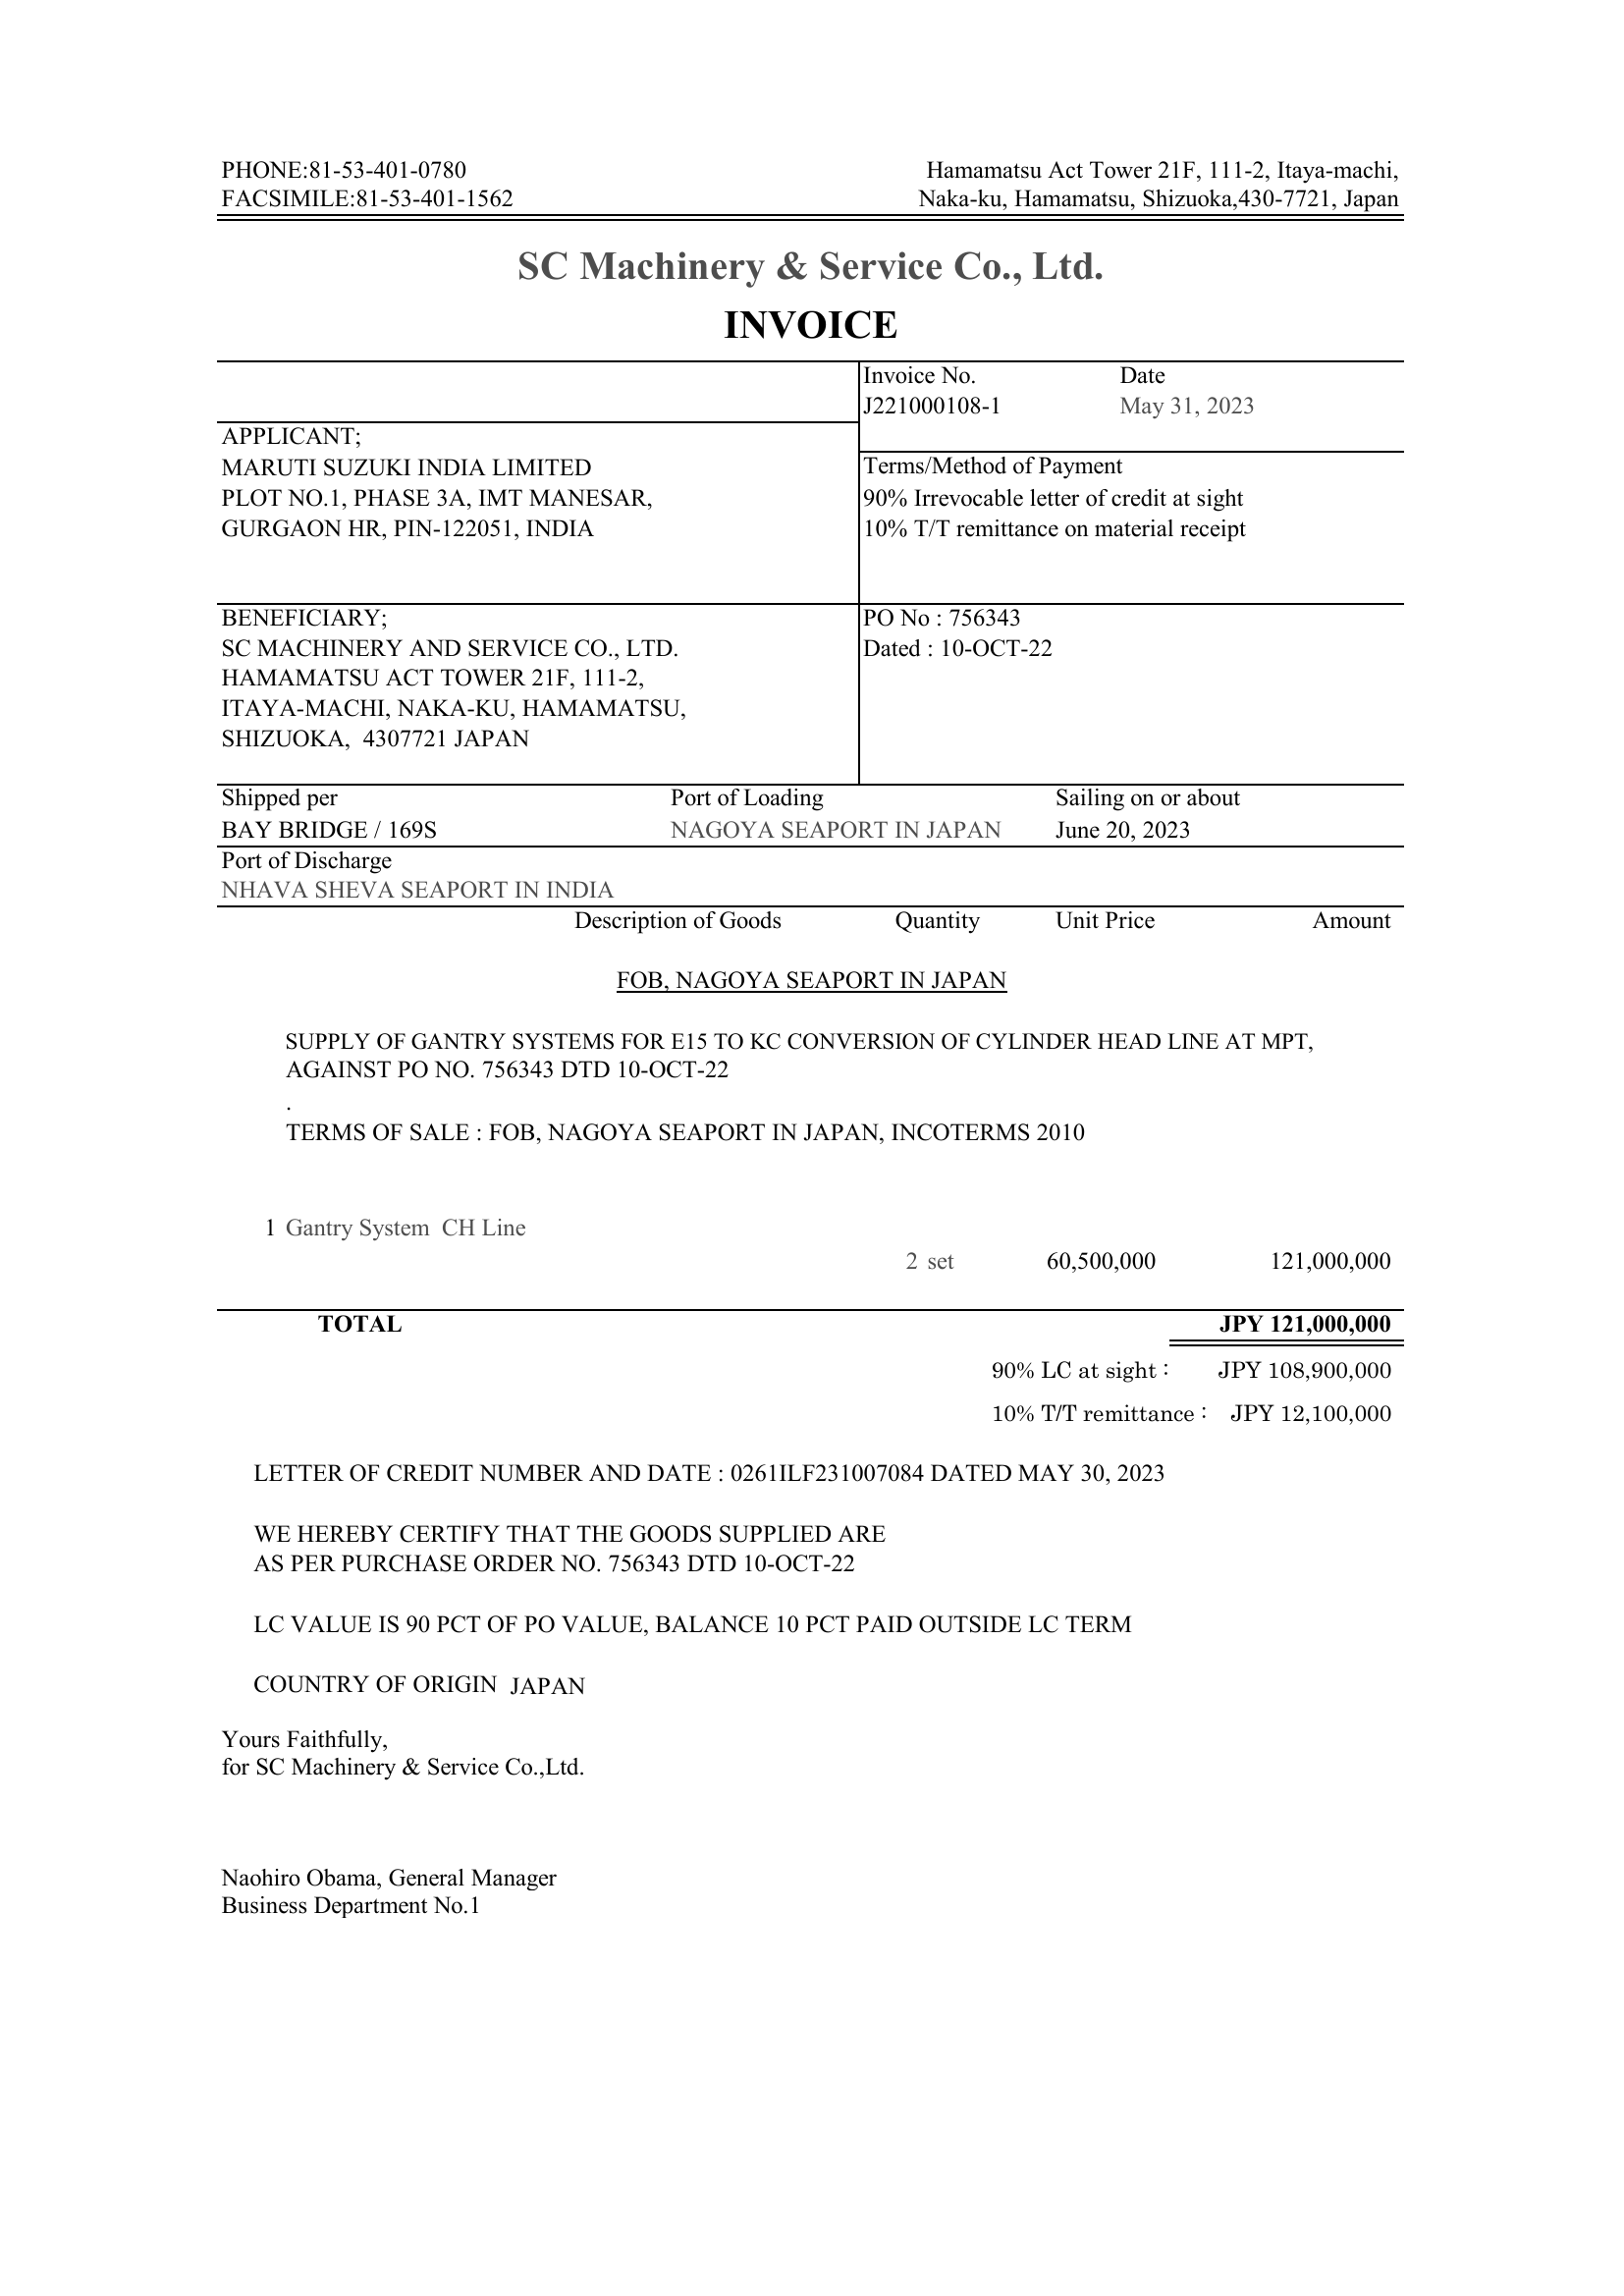 PHONE:81-53-401-0780
Hamamatsu Act Tower 21F, 111-2, Itaya-machi,
FACSIMILE:81-53-401-1562
Naka-ku, Hamamatsu, Shizuoka,430-7721, Japan
SC Machinery & Service Co., Ltd.
INVOICE
Invoice No. Date
J221000108-1 May 31, 2023
APPLICANT;
MARUTI SUZUKI INDIA LIMITED
PLOT NO.1, PHASE 3A, IMT MANESAR,
GURGAON HR, PIN-122051, INDIA
Terms/Method of Payment
90% Irrevocable letter of credit at sight
10% T/T remittance on material receipt
BENEFICIARY;
SC MACHINERY AND SERVICE CO., LTD.
HAMAMATSU ACT TOWER 21F, 111-2,
ITAYA-MACHI, NAKA-KU, HAMAMATSU,
SHIZUOKA, 4307721 JAPAN
PO No : 756343
Dated : 10-OCT-22
Shipped per Port of Loading Sailing on or about
BAY BRIDGE / 169S NAGOYA SEAPORT IN JAPAN June 20, 2023
Port of Discharge
NHAVA SHEVA SEAPORT IN INDIA
Description of Goods Quantity Unit Price Amount
FOB, NAGOYA SEAPORT IN JAPAN
SUPPLY OF GANTRY SYSTEMS FOR E15 TO KC CONVERSION OF CYLINDER HEAD LINE AT MPT,
AGAINST PO NO. 756343 DTD 10-OCT-22
.
TERMS OF SALE : FOB, NAGOYA SEAPORT IN JAPAN, INCOTERMS 2010
1 Gantry System CH Line
2 set 60,500,000 121,000,000
TOTAL JPY 121,000,000
90% LC at sight : JPY 108,900,000
10% T/T remittance : JPY 12,100,000
LETTER OF CREDIT NUMBER AND DATE : 0261ILF231007084 DATED MAY 30, 2023
WE HEREBY CERTIFY THAT THE GOODS SUPPLIED ARE
AS PER PURCHASE ORDER NO. 756343 DTD 10-OCT-22
LC VALUE IS 90 PCT OF PO VALUE, BALANCE 10 PCT PAID OUTSIDE LC TERM
COUNTRY OF ORIGIN JAPAN
Yours Faithfully,
for SC Machinery & Service Co.,Ltd.
Naohiro Obama, General Manager
Business Department No.1